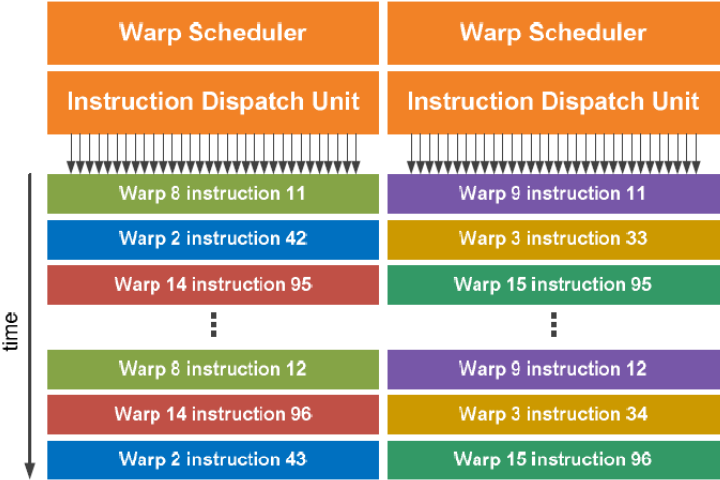 Warp Scheduler
Warp Scheduler
Instruction Dispatch Unit
Instruction Dispatch Unit
Warp 8 instruction 11
Warp 9 instruction 11
Warp 2 instruction 42
Warp 3 instruction 33
Warp 14 instruction 95
Warp 15 instruction 95
time
Warp 8 instruction 12
Warp 9 instruction 12
Warp 14 instruction 96
Warp 3 instruction 34
Warp 2 instruction 43
Warp 15 instruction 96